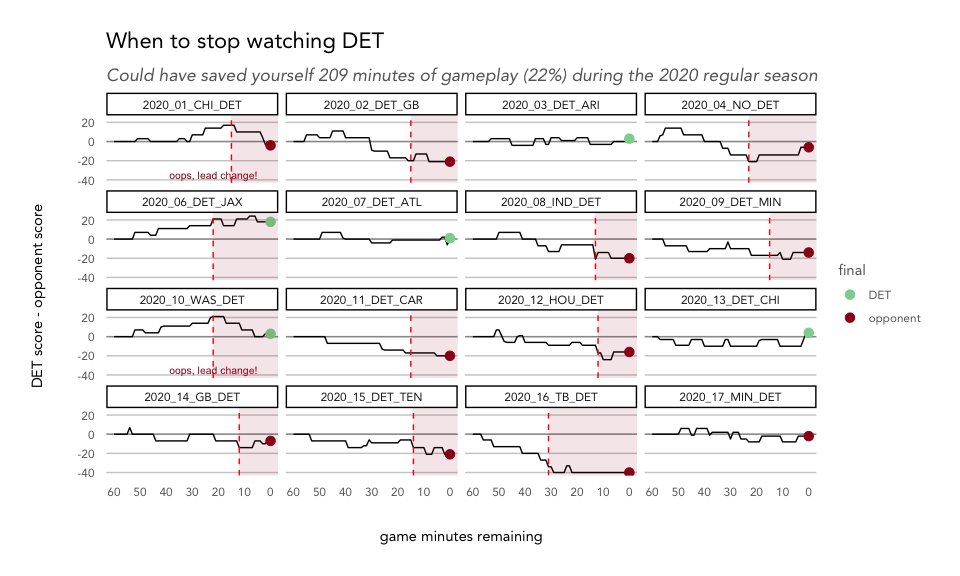 When to stop watching DET
Could have saved yourself 209 minutes of gameplay (22%) during the 2020 regular season
2020_01_CHI_DET 2020_02_DET_GB 2020_03_DET_ARI 2020_04_NO_DET
20
0
-20
-40
oops, lead change!
2020_06_DET_JAX 2020_07_DET_ATL 2020_08_IND_DET 2020_09_DET_MIN
20
0
-20
-40
2020_10_WAS_DET 2020_11_DET_CAR 2020_12_HOU_DET 2020_13_DET_CHI
20
0
-20
-40
oops, lead change!
2020_14_GB_DET 2020_15_DET_TEN 2020_16_TB_DET 2020_17_MIN_DET
20
0
-20
-40
60 50 40 30 20 10 0 60 50 40 30 20 10 0 60 50 40 30 20 10 0 60 50 40 30 20 10 0
game minutes remaining
DET score - opponent score
final
DET
opponent